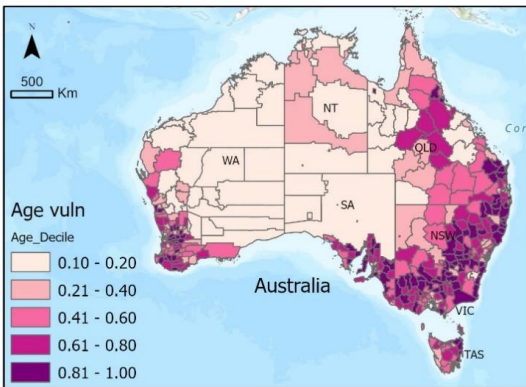 N
500
Km
Cor
NT
QLD
WA
SA
NSW
Age vuln
Age_Decile
0.10 - 0.20
0.21 - 0.40
0.41 - 0.60
0.61 - 0.80
0.81 - 1.00
Australia
VIC
TAS